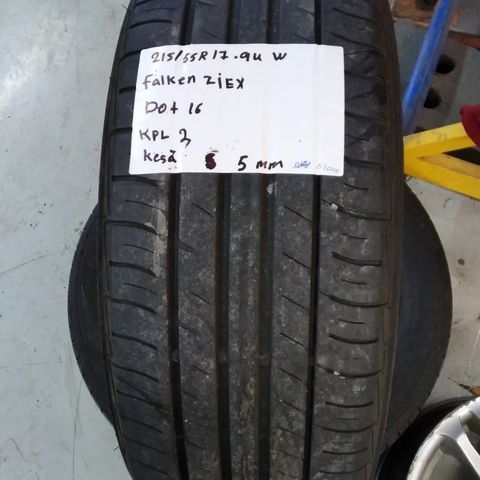 215/55R17.94 W
falken ziEX
Dot 16
KPL 2
kesä 5 mm